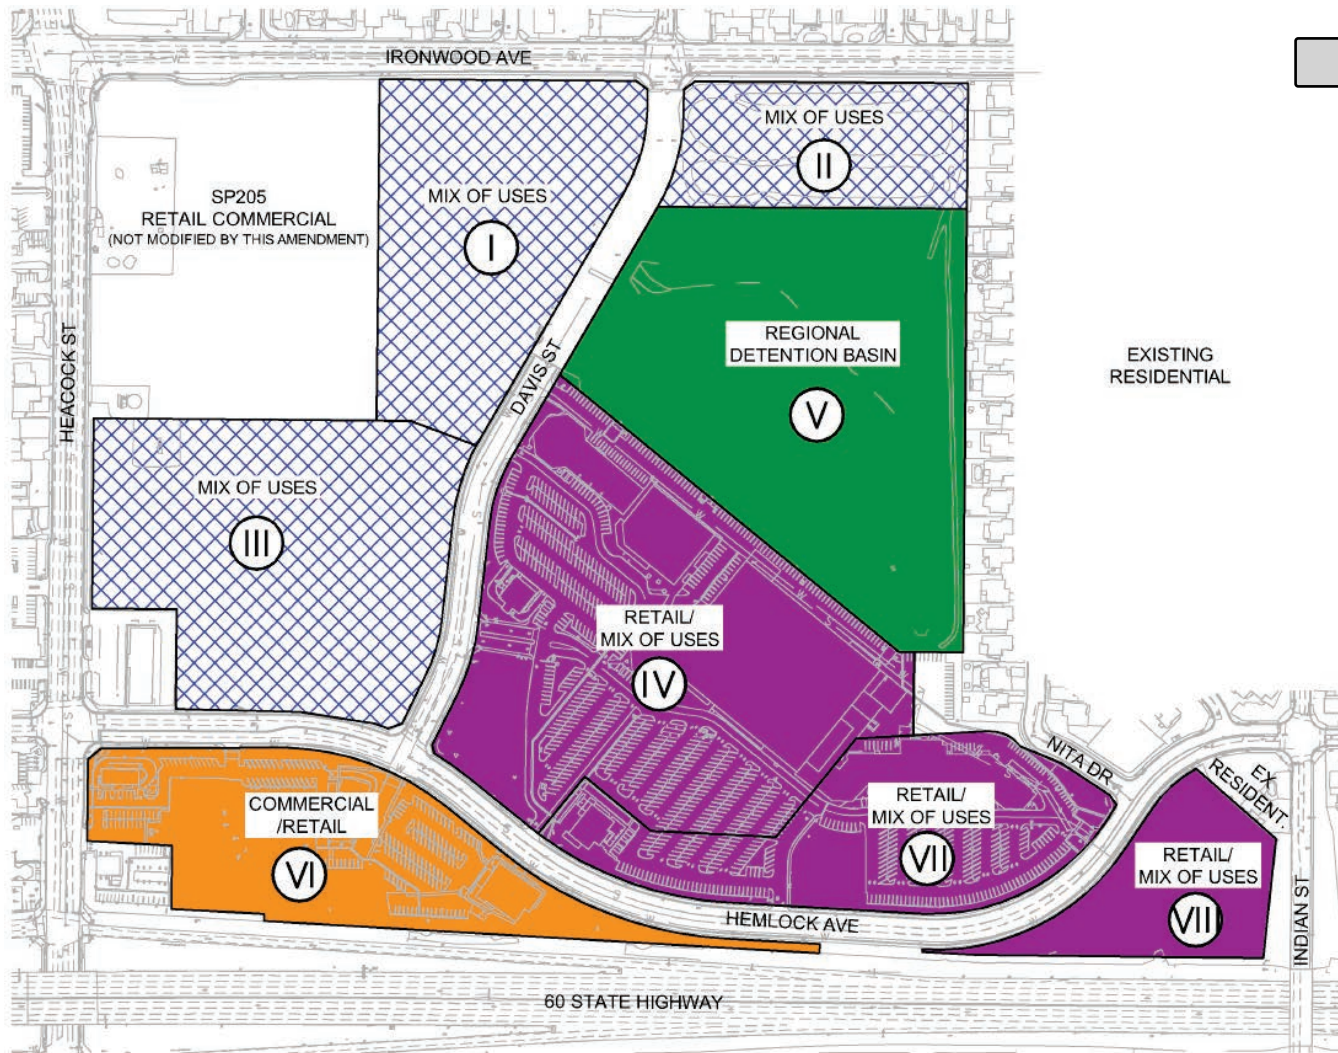 IRONWOOD AVE
MIX OF USES
II
SP205
RETAIL COMMERCIAL
(NOT MODIFIED BY THIS AMENDMENT)
MIX OF USES
I
HEACOCK ST
DAVIS ST
REGIONAL
DETENTION BASIN
V
EXISTING
RESIDENTIAL
MIX OF USES
III
RETAIL/
MIX OF USES
IV
NITA DR
EX
RESIDENT.
COMMERCIAL
/RETAIL
VI
RETAIL/
MIX OF USES
VII
RETAIL/
MIX OF USES
VII
HEMLOCK AVE
INDIAN ST
60 STATE HIGHWAY